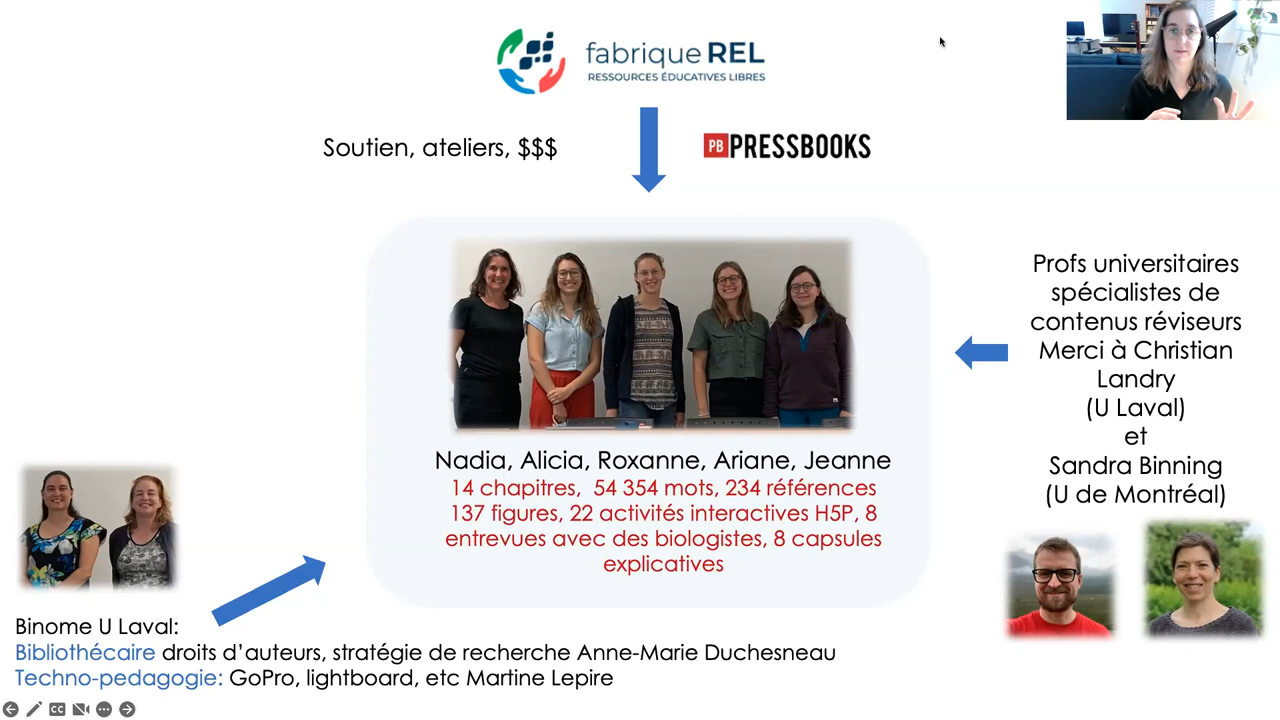 fabrique REL
RESSOURCES ÉDUCATIVES LIBRES
Soutien, ateliers, $$$
PB PRESSBOOKS
Profs universitaires
spécialistes de
contenus réviseurs
Merci à Christian
Landry
(U Laval)
et
Sandra Binning
(U de Montréal)
Nadia, Alicia, Roxanne, Ariane, Jeanne
14 chapitres, 54 354 mots, 234 références
137 figures, 22 activités interactives H5P, 8
entrevues avec des biologistes, 8 capsules
explicatives
Binome U Laval:
Bibliothécaire droits d'auteurs, stratégie de recherche Anne-Marie Duchesneau
Techno-pedagogie: GoPro, lightboard, etc Martine Lepire
CC